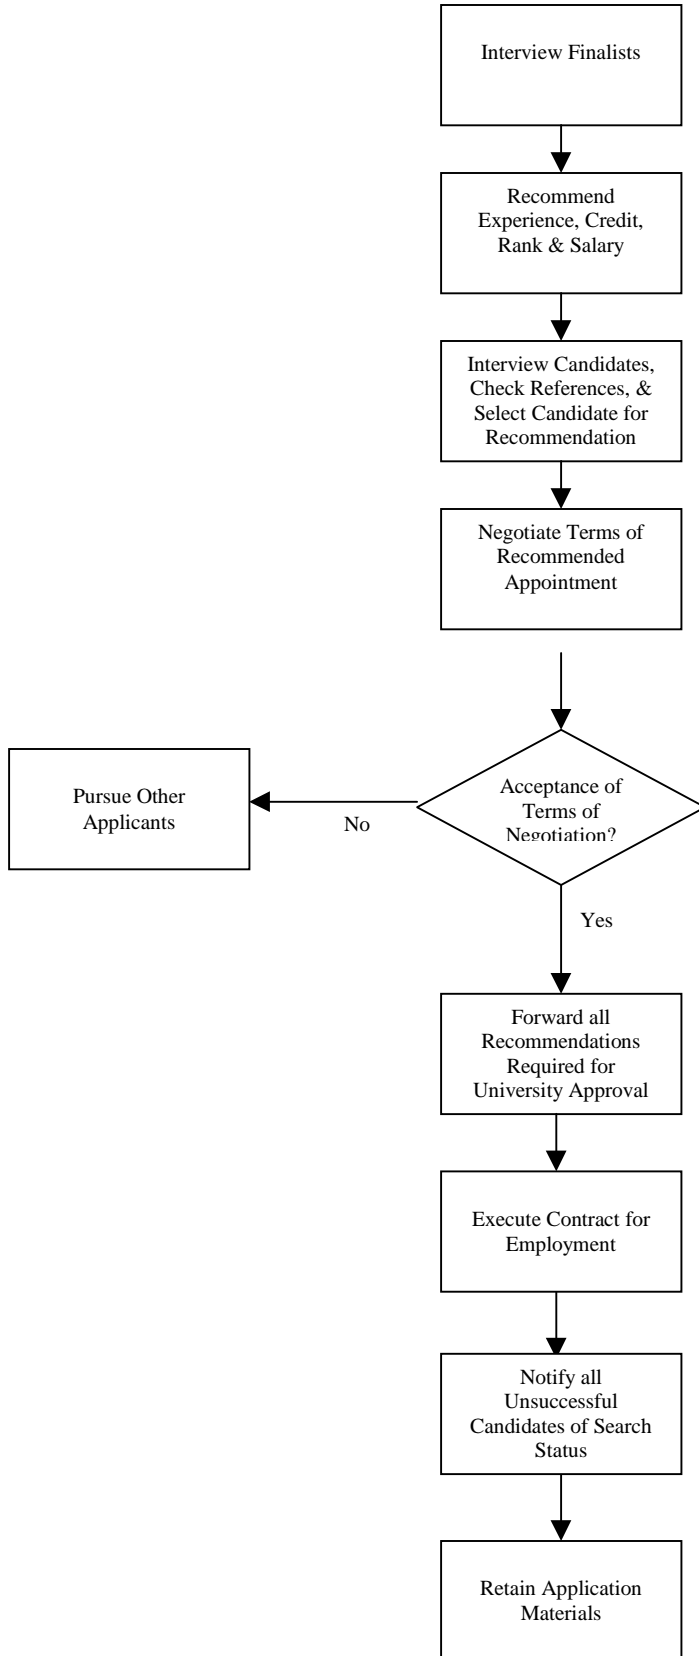 Interview Finalists
Recommend
Experience, Credit,
Rank & Salary
Interview Candidates,
Check References, &
Select Candidate for
Recommendation
Negotiate Terms of
Recommended
Appointment
Acceptance of
Terms of
Negotiation?
Pursue Other
Applicants
No
Yes
Forward all
Recommendations
Required for
University Approval
Execute Contract for
Employment
Notify all
Unsuccessful
Candidates of Search
Status
Retain Application
Materials